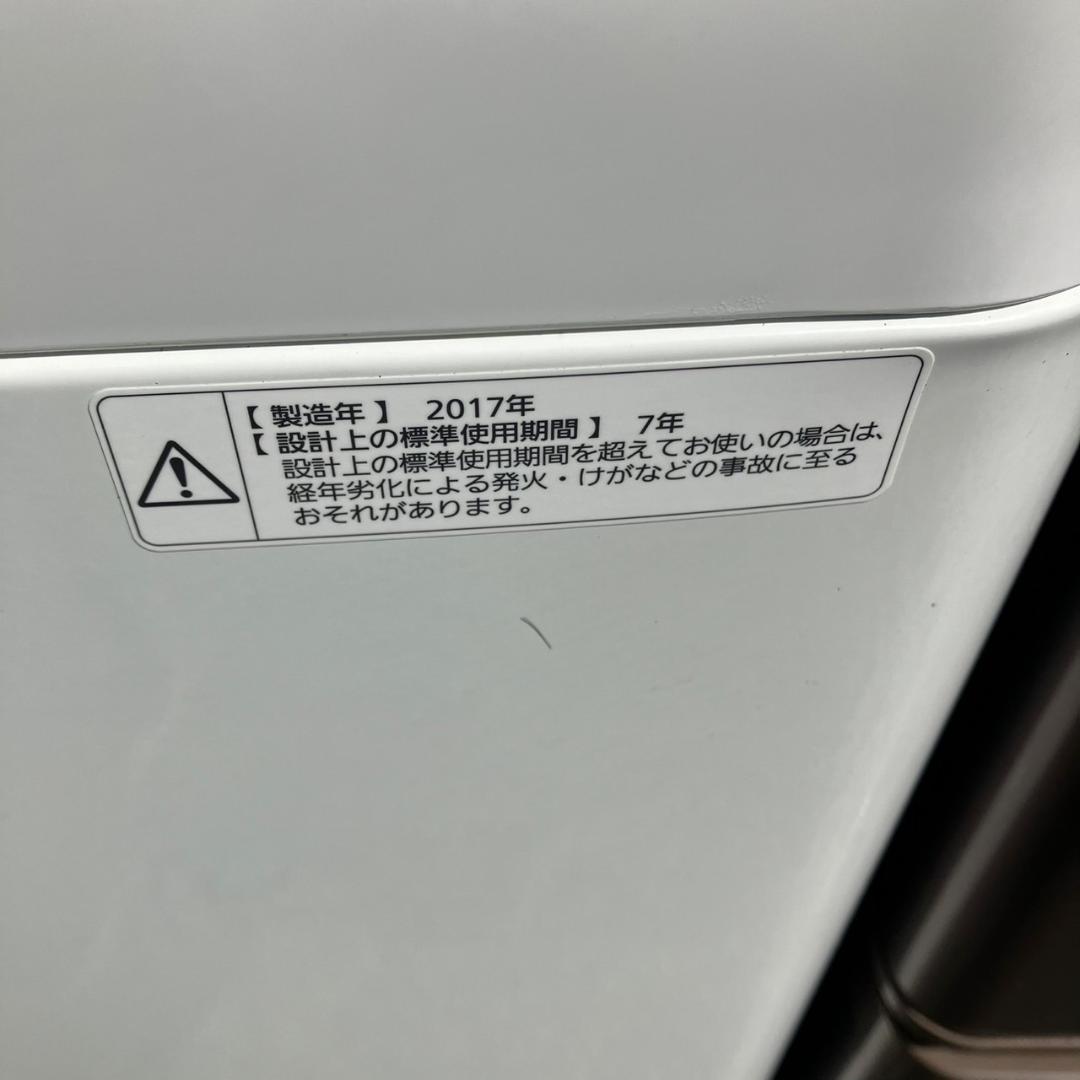 【 製造年 】 2017年
【 設計上の標準使用期間 】 7年
設計上の標準使用期間を超えてお使いの場合は、
経年劣化による発火・けがなどの事故に至る
おそれがあります。